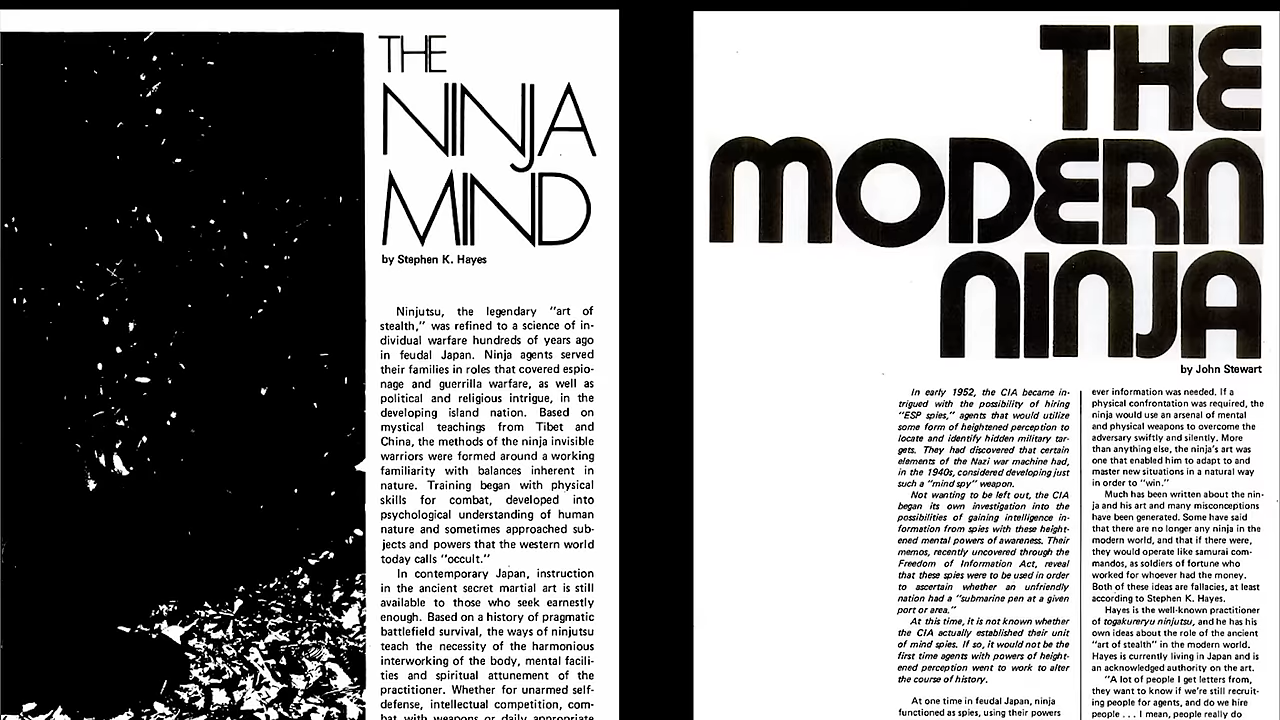 THE
NINJA
MIND
by Stephen K. Hayes
Ninjutsu, the legendary "art of
stealth," was refined to a science of in-
dividual warfare hundreds of years ago
in feudal Japan. Ninja agents served
their families in roles that covered espio-
nage and guerrilla warfare, as well as
political and religious intrigue, in the
developing island nation. Based on
mystical teachings from Tibet and
China, the methods of the ninja invisible
warriors were formed around a working
familiarity with balances inherent in
nature. Training began with physical
skills for combat, developed into
psychological understanding of human
nature and sometimes approached sub-
jects and powers that the western world
today calls "occult."
In contemporary Japan, instruction
in the ancient secret martial art is still
available to those who seek earnestly
enough. Based on a history of pragmatic
battlefield survival, the ways of ninjutsu
teach the necessity of the harmonious
interworking of the body, mental facili-
ties and spiritual attunement of the
practitioner. Whether for unarmed self-
defense, intellectual competition, com-
bat with weapons or daily appropriate
THE
MODERN
NINJA
by John Stewart
In early 1952, the CIA became in-
trigued with the possibility of hiring
"ESP spies," agents that would utilize
some form of heightened perception to
locate and identify hidden military tar-
gets. They had discovered that certain
elements of the Nazi war machine had,
in the 1940s, considered developing just
such a "mind spy" weapon.
Not wanting to be left out, the CIA
began its own investigation into the
possibilities of gaining intelligence in-
formation from spies with these height-
ened mental powers of awareness. Their
memos, recently uncovered through the
Freedom of Information Act, reveal
that these spies were to be used in order
to ascertain whether an unfriendly
nation had a "submarine pen at a given
port or area."
At this time, it is not known whether
the CIA actually established their unit
of mind spies. If so, it would not be the
first time agents with powers of height-
ened perception went to work to alter
the course of history.
At one time in feudal Japan, ninja
functioned as spies, using their powers
ever information was needed. If a
physical confrontation was required, the
ninja would use an arsenal of mental
and physical weapons to overcome the
adversary swiftly and silently. More
than anything else, the ninja's art was
one that enabled him to adapt to and
master new situations in a natural way
in order to "win."
Much has been written about the nin-
ja and his art and many misconceptions
have been generated. Some have said
that there are no longer any ninja in the
modern world, and that if there were,
they would operate like samurai com-
mandos, as soldiers of fortune who
worked for whoever had the money.
Both of these ideas are fallacies, at least
according to Stephen K. Hayes.
Hayes is the well-known practitioner
of togakureryu ninjutsu, and he has his
own ideas about the role of the ancient
"art of stealth" in the modern world.
Hayes is currently living in Japan and is
an acknowledged authority on the art.
"A lot of people I get letters from,
they want to know if we're still recruit-
ing people for agents, and do we hire
people . . . I mean, people really do